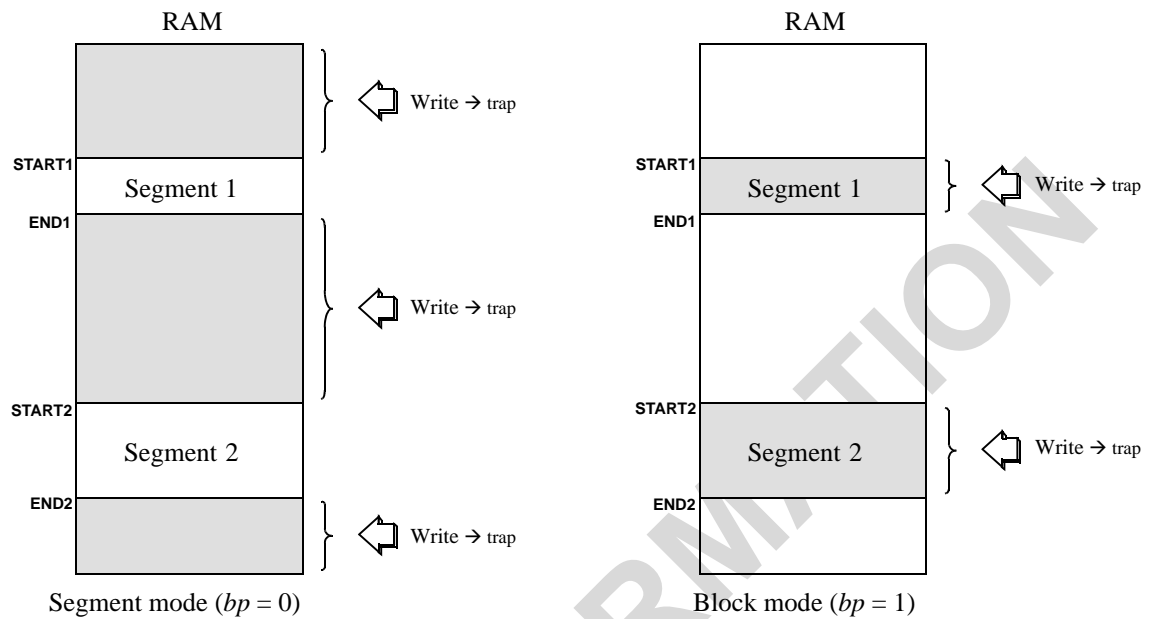 RAM
Write → trap
START1
Segment 1
END1
Write → trap
START2
Segment 2
END2
Write → trap
Segment mode (bp = 0)
RAM
START1
Segment 1
Write → trap
END1
START2
Segment 2
Write → trap
END2
Block mode (bp = 1)